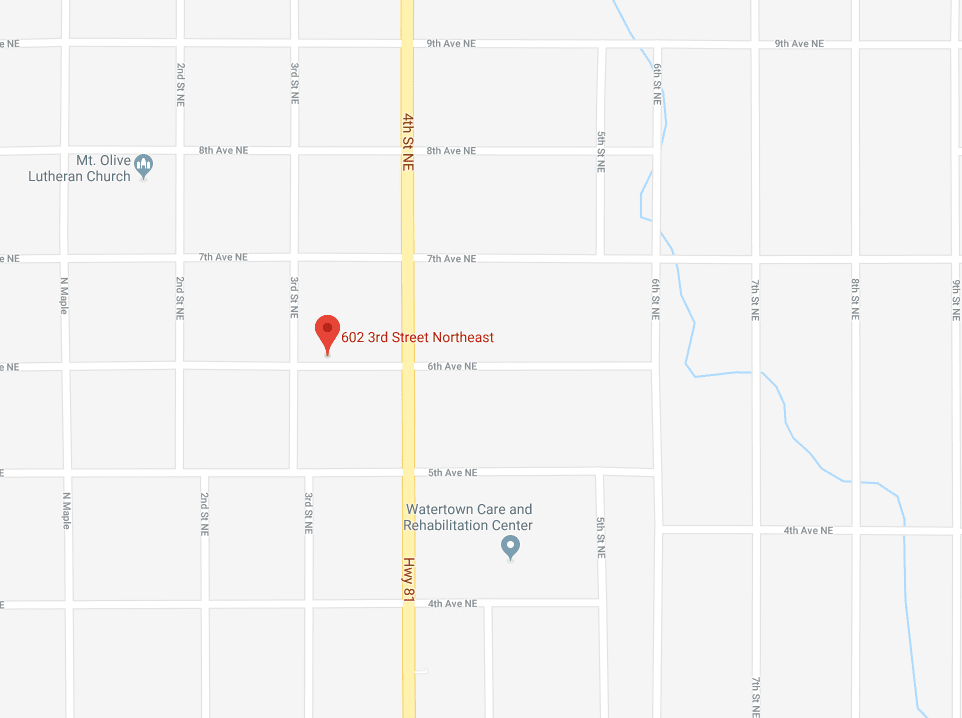 e NE
9th Ave NE
9th Ave NE
2nd St NE
3rd St NE
6th St NE
4th St NE
5th St NE
8th Ave NE
8th Ave NE
Mt. Olive
Lutheran Church
e NE
7th Ave NE
7th Ave NE
N Maple
2nd St NE
3rd St NE
6th St NE
7th St NE
8th St NE
9th St NE
602 3rd Street Northeast
e NE
6th Ave NE
E
5th Ave NE
N Maple
2nd St NE
3rd St NE
Watertown Care and
Rehabilitation Center
5th St NE
4th Ave NE
Hwy 81
E
4th Ave NE
7th St NE